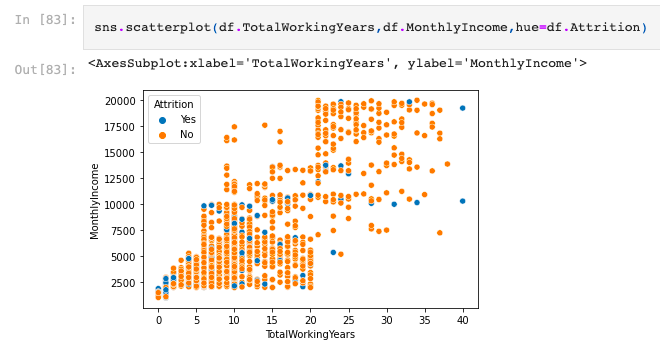 In [83]: sns.scatterplot(df.TotalWorkingYears,df.MonthlyIncome,hue=df.Attrition)
Out[83]: <AxesSubplot:xlabel='TotalWorkingYears', ylabel='MonthlyIncome'>
Attrition
Yes
No
20000
17500
15000
12500
10000
7500
5000
2500
MonthlyIncome
0 5 10 15 20 25 30 35 40
TotalWorkingYears